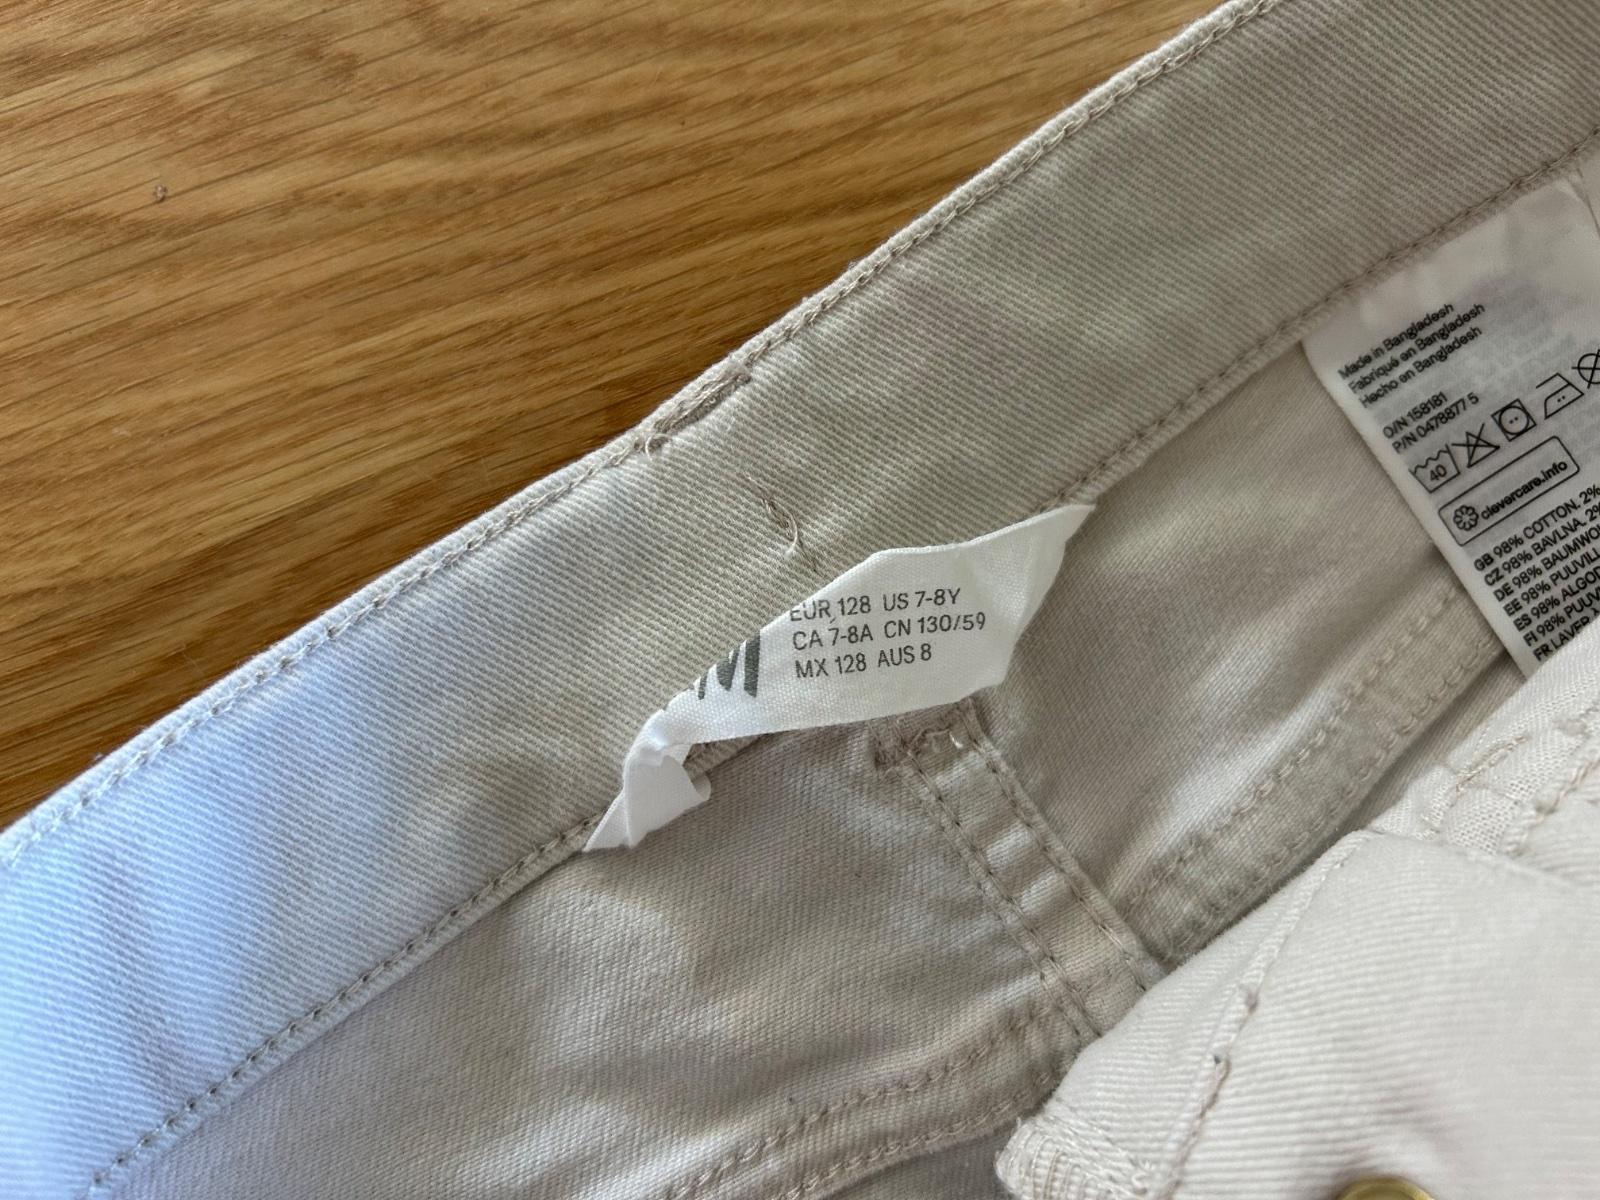 EUR 128 US 7-8Y
CA 7-8A CN 130/59
MX 128 AUS 8
M
Made in Bangladesh
Fabriqué en Bangladesh
Hecho en Bangladesh
O/N 158181
P/N 0478877 5
40
clevercare.info
GB 98% COTTON, 2%
CZ 98% BAVLNA, 2%
DE 98% BAUMWO
EE 98% PUUVILL
ES 98% ALGOD
FI 98% PUUV
FR LAVER